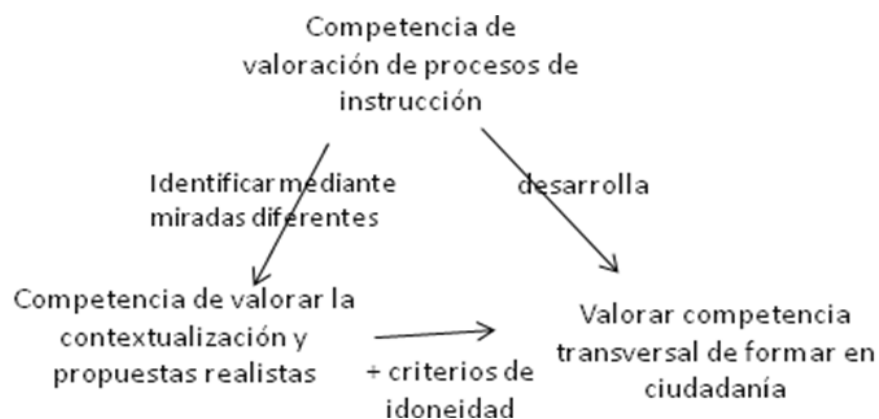 Competencia de
valoración de procesos de
instrucción
Identificar mediante
miradas diferentes
desarrolla
Competencia de valorar la
contextualización y
propuestas realistas
+ criterios de
idoneidad
Valorar competencia
transversal de formar en
ciudadanía